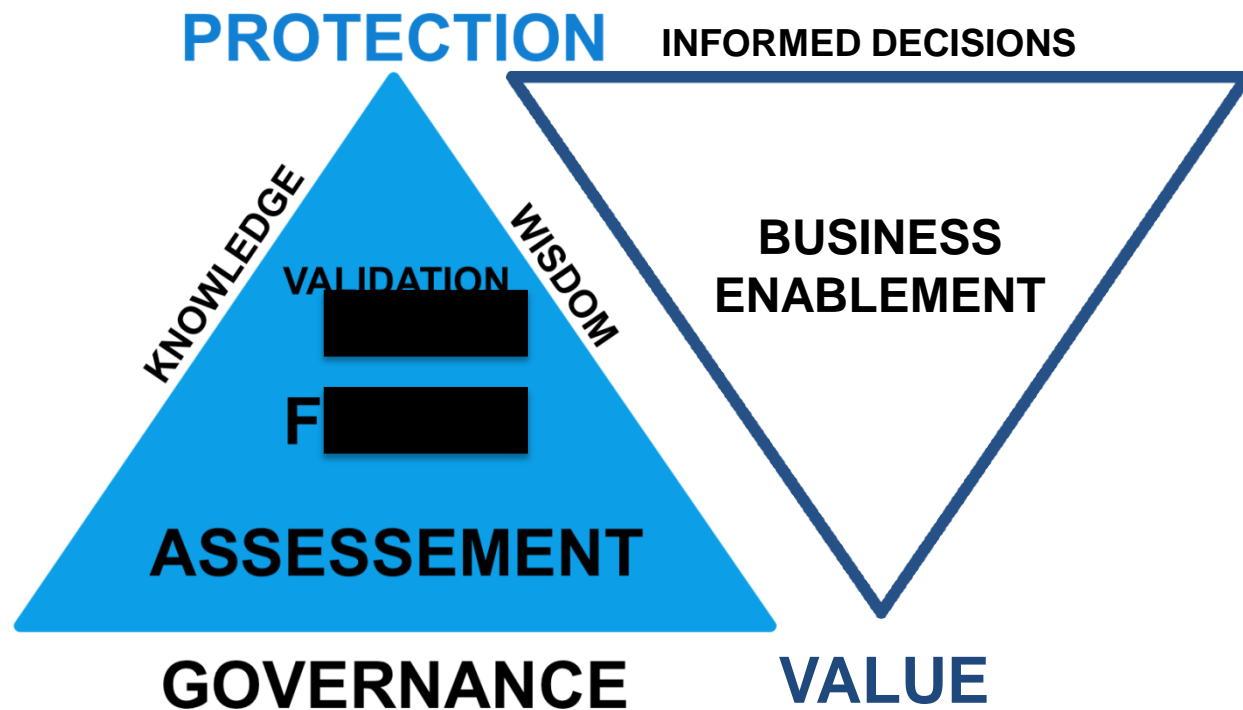 PROTECTION
INFORMED DECISIONS
KNOWLEDGE
WISDOM
VALIDATION
F
ASSESSEMENT
BUSINESS
ENABLEMENT
GOVERNANCE
VALUE